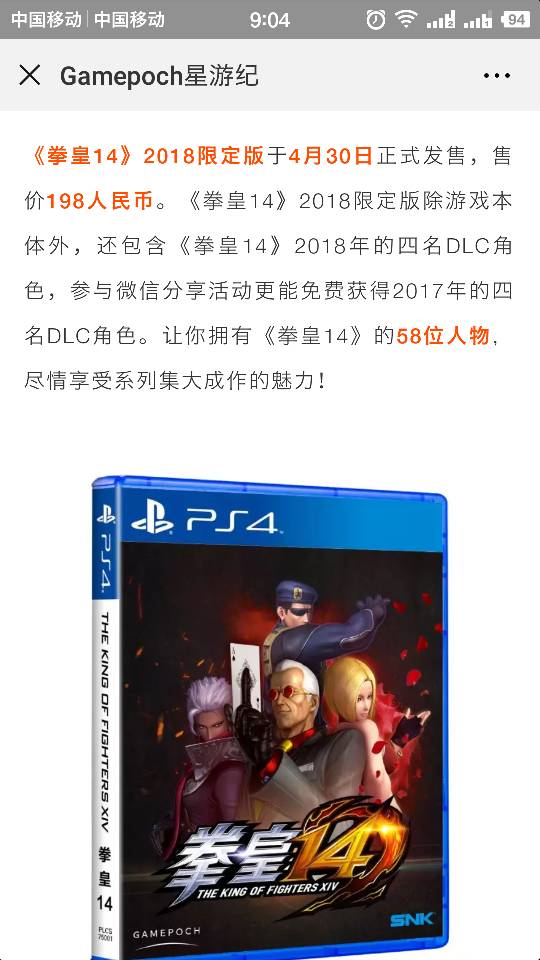 中国移动 | 中国移动 9:04 94
Gamepoch星游纪
《拳皇14》2018限定版于4月30日正式发售，售
价198人民币。《拳皇14》2018限定版除游戏本
体外，还包含《拳皇14》2018年的四名DLC角
色，参与微信分享活动更能免费获得2017年的四
名DLC角色。让你拥有《拳皇14》的58位人物，
尽情享受系列集大成作的魅力！
PS4
PS4
THE KING OF FIGHTERS XIV
拳皇14
PLCS
75001
A
拳皇14
THE KING OF FIGHTERS XIV
GAMEPOCH
SNK